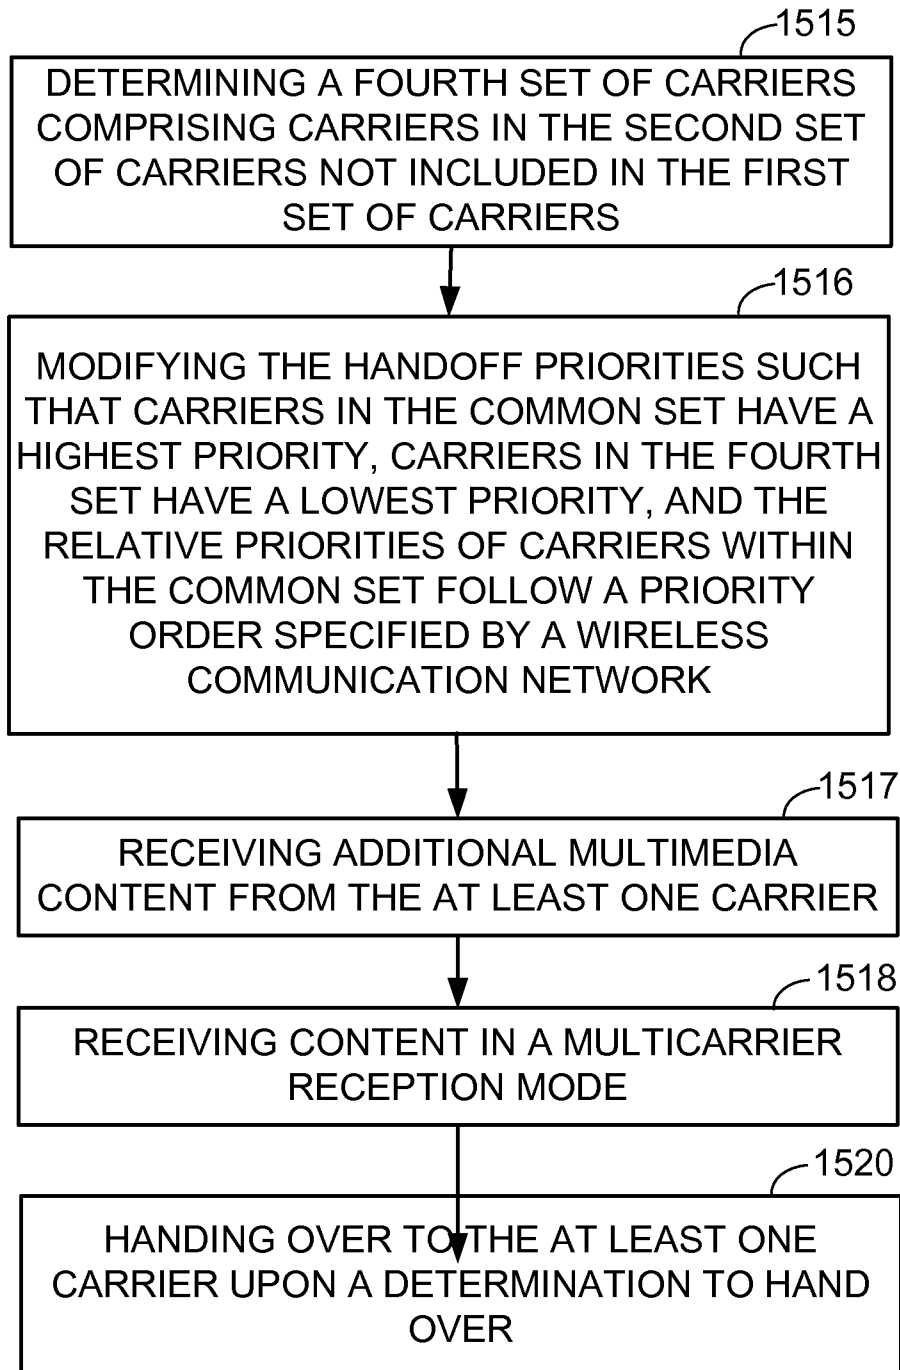 1515
DETERMINING A FOURTH SET OF CARRIERS
COMPRISING CARRIERS IN THE SECOND SET
OF CARRIERS NOT INCLUDED IN THE FIRST
SET OF CARRIERS
1516
MODIFYING THE HANDOFF PRIORITIES SUCH
THAT CARRIERS IN THE COMMON SET HAVE A
HIGHEST PRIORITY, CARRIERS IN THE FOURTH
SET HAVE A LOWEST PRIORITY, AND THE
RELATIVE PRIORITIES OF CARRIERS WITHIN
THE COMMON SET FOLLOW A PRIORITY
ORDER SPECIFIED BY A WIRELESS
COMMUNICATION NETWORK
1517
RECEIVING ADDITIONAL MULTIMEDIA
CONTENT FROM THE AT LEAST ONE CARRIER
1518
RECEIVING CONTENT IN A MULTICARRIER
RECEPTION MODE
1520
HANDING OVER TO THE AT LEAST ONE
CARRIER UPON A DETERMINATION TO HAND
OVER